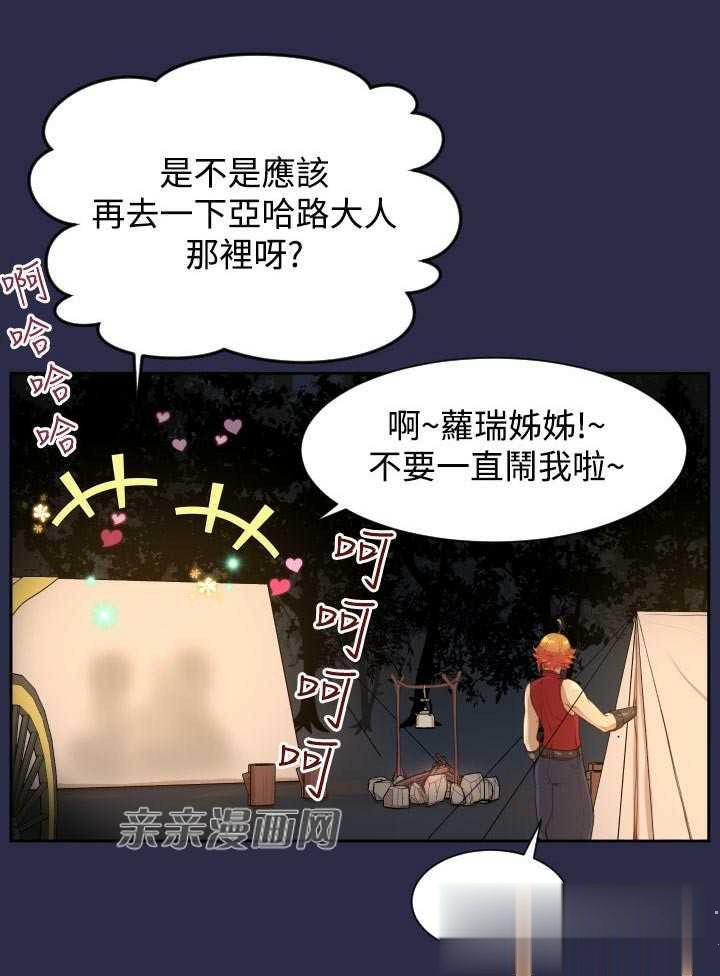 是不是應該
再去一下亞哈路大人
那裡呀?
啊哈哈哈
啊~蘿瑞姊姊!~
不要一直鬧我啦~
呵呵呵呵
亲亲漫画网